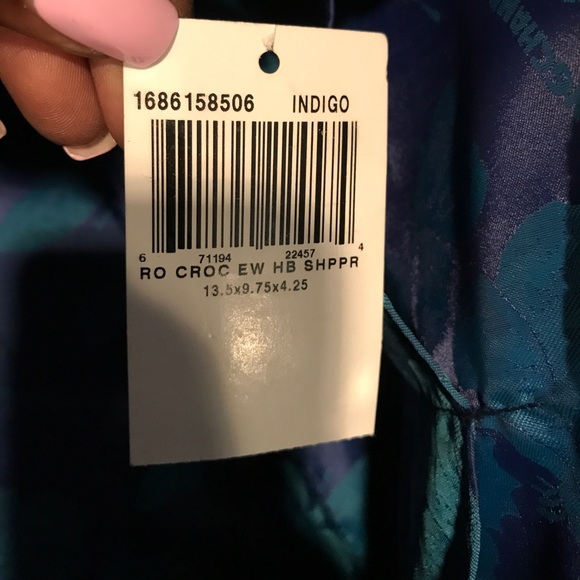 1686158506 INDIGO
6 71194 22457 4
RO CROC EW HB SHPPR
13.5x9.75x4.25